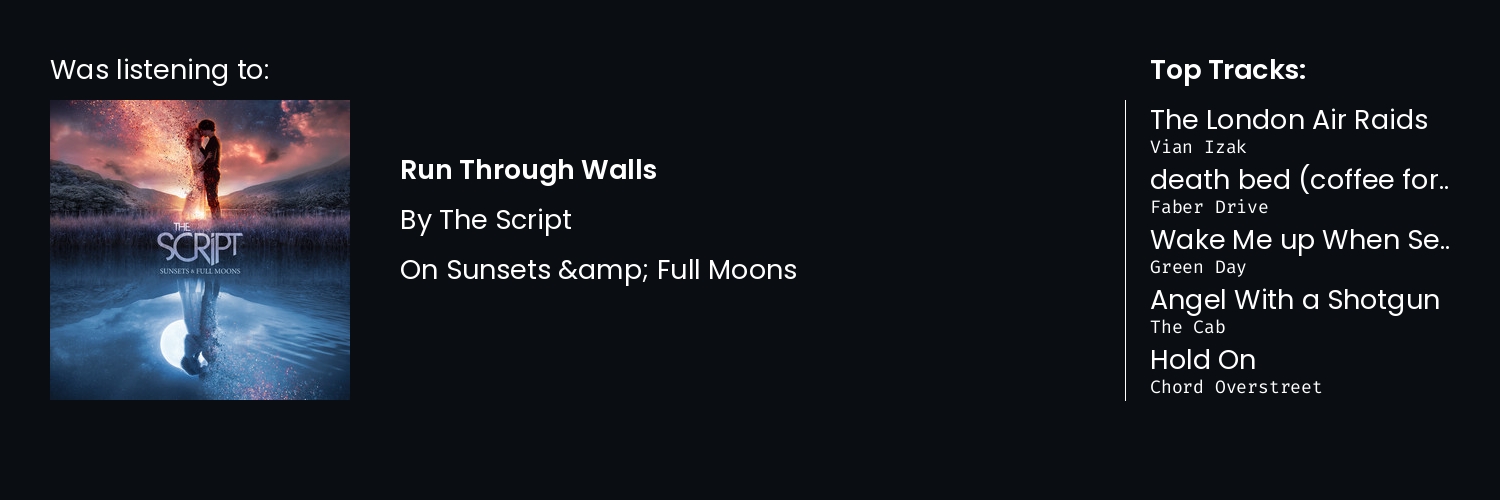 Was listening to:
THE
SCRIPT
SUNSETS & FULL MOONS
Run Through Walls
By The Script
On Sunsets &amp; Full Moons
Top Tracks:
The London Air Raids
Vian Izak
death bed (coffee for..
Faber Drive
Wake Me up When Se..
Green Day
Angel With a Shotgun
The Cab
Hold On
Chord Overstreet